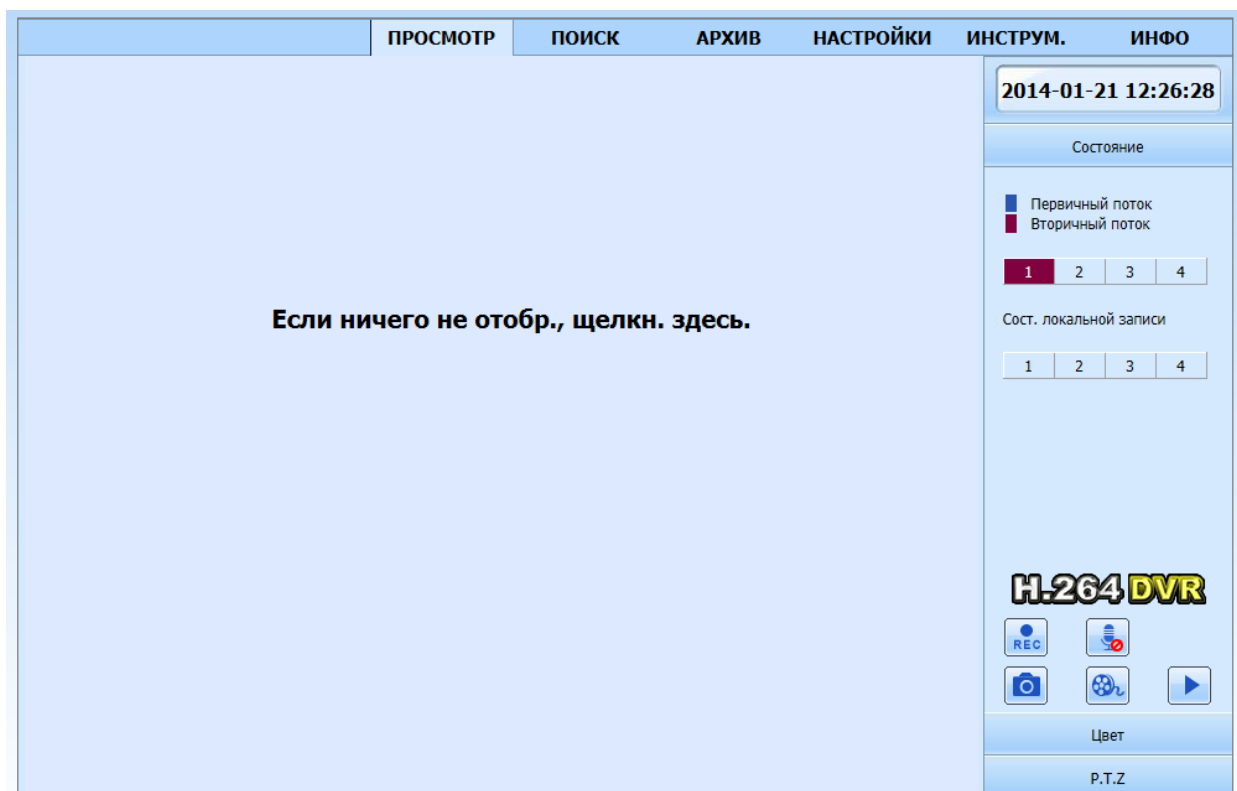 ПРОСМОТР ПОИСК АРХИВ НАСТРОЙКИ ИНСТРУМ. ИНФО
2014-01-21 12:26:28
Состояние
Первичный поток
Вторичный поток
1 2 3 4
Если ничего не отобр., щелкн. здесь.
Сост. локальной записи
1 2 3 4
H.264 DVR
REC
Цвет
P.T.Z